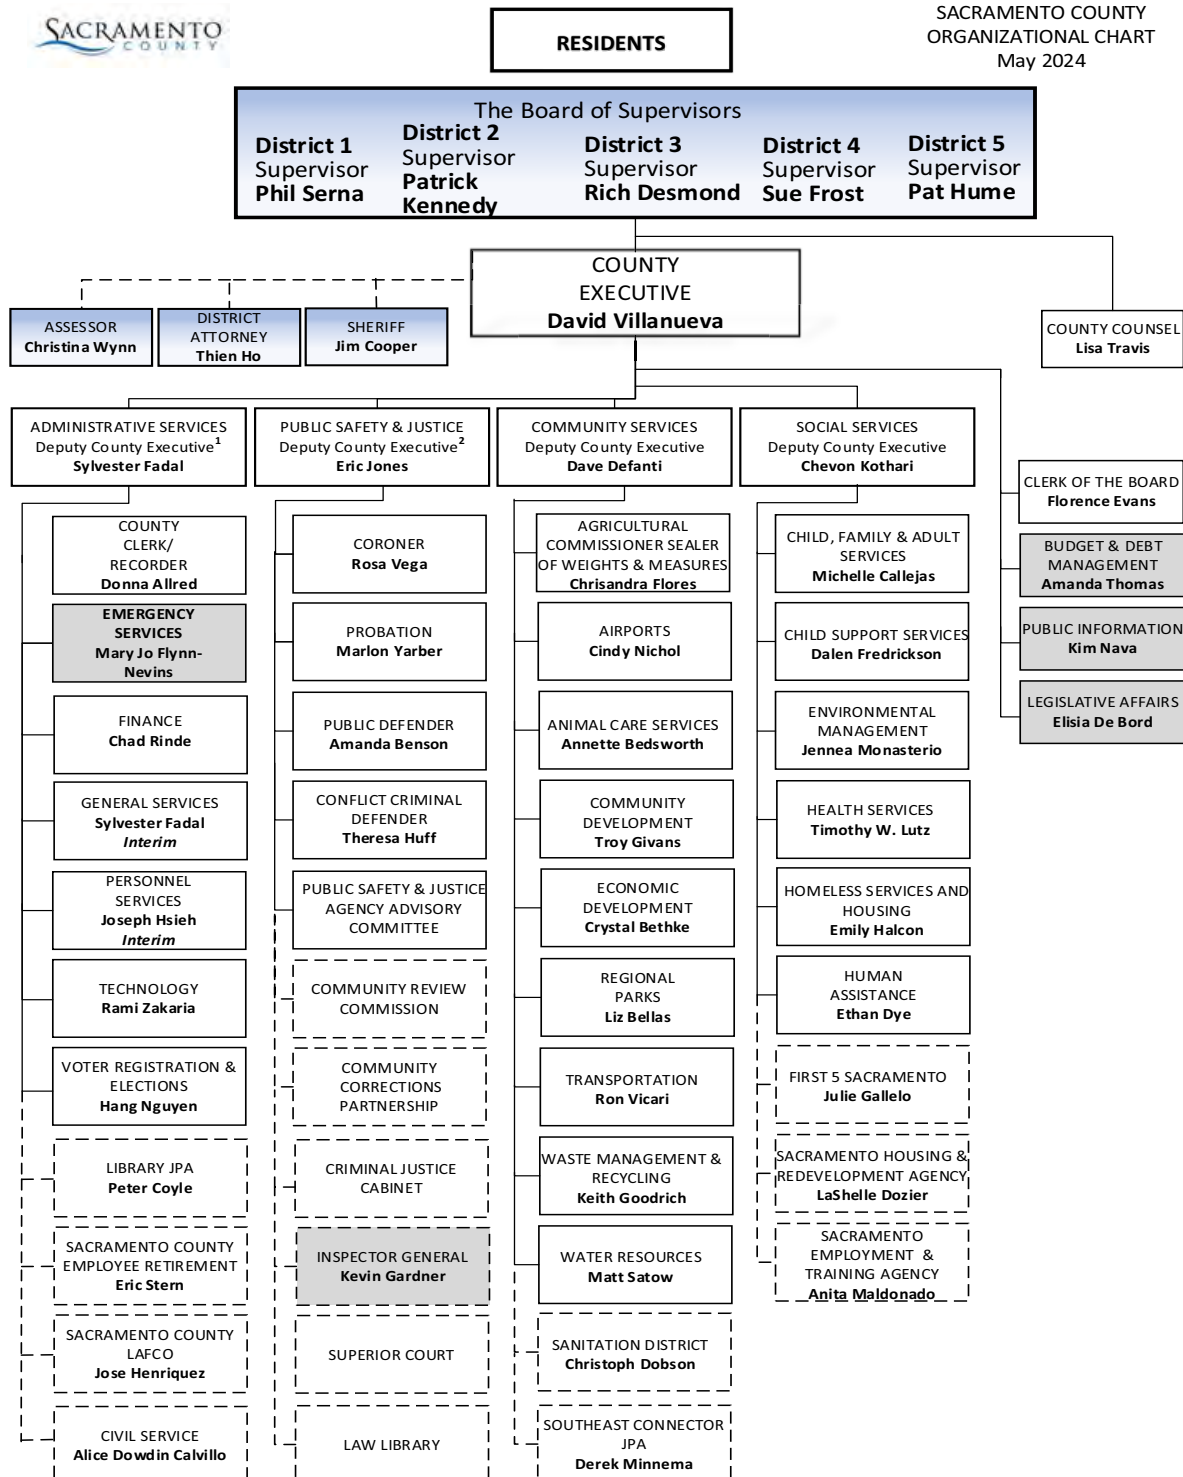 SACRAMENTO
COUNTY
RESIDENTS
SACRAMENTO COUNTY
ORGANIZATIONAL CHART
May 2024
The Board of Supervisors
District 1
Supervisor
Phil Serna
District 2
Supervisor
Patrick
Kennedy
District 3
Supervisor
Rich Desmond
District 4
Supervisor
Sue Frost
District 5
Supervisor
Pat Hume
COUNTY
EXECUTIVE
David Villanueva
ASSESSOR
Christina Wynn
DISTRICT
ATTORNEY
Thien Ho
SHERIFF
Jim Cooper
COUNTY COUNSEL
Lisa Travis
ADMINISTRATIVE SERVICES
Deputy County Executive1
Sylvester Fadal
COUNTY
CLERK/
RECORDER
Donna Allred
EMERGENCY
SERVICES
Mary Jo Flynn-
Nevins
FINANCE
Chad Rinde
GENERAL SERVICES
Sylvester Fadal
Interim
PERSONNEL
SERVICES
Joseph Hsieh
Interim
TECHNOLOGY
Rami Zakaria
VOTER REGISTRATION &
ELECTIONS
Hang Nguyen
LIBRARY JPA
Peter Coyle
SACRAMENTO COUNTY
EMPLOYEE RETIREMENT
Eric Stern
SACRAMENTO COUNTY
LAFCO
Jose Henriquez
CIVIL SERVICE
Alice Dowdin Calvillo
PUBLIC SAFETY & JUSTICE
Deputy County Executive2
Eric Jones
CORONER
Rosa Vega
PROBATION
Marlon Yarber
PUBLIC DEFENDER
Amanda Benson
CONFLICT CRIMINAL
DEFENDER
Theresa Huff
PUBLIC SAFETY & JUSTICE
AGENCY ADVISORY
COMMITTEE
COMMUNITY REVIEW
COMMISSION
COMMUNITY
CORRECTIONS
PARTNERSHIP
CRIMINAL JUSTICE
CABINET
INSPECTOR GENERAL
Kevin Gardner
SUPERIOR COURT
LAW LIBRARY
COMMUNITY SERVICES
Deputy County Executive
Dave Defanti
AGRICULTURAL
COMMISSIONER SEALER
OF WEIGHTS & MEASURES
Chrisandra Flores
AIRPORTS
Cindy Nichol
ANIMAL CARE SERVICES
Annette Bedsworth
COMMUNITY
DEVELOPMENT
Troy Givans
ECONOMIC
DEVELOPMENT
Crystal Bethke
REGIONAL
PARKS
Liz Bellas
TRANSPORTATION
Ron Vicari
WASTE MANAGEMENT &
RECYCLING
Keith Goodrich
WATER RESOURCES
Matt Satow
SANITATION DISTRICT
Christoph Dobson
SOUTHEAST CONNECTOR
JPA
Derek Minnema
SOCIAL SERVICES
Deputy County Executive
Chevon Kothari
CHILD, FAMILY & ADULT
SERVICES
Michelle Callejas
CHILD SUPPORT SERVICES
Dalen Fredrickson
ENVIRONMENTAL
MANAGEMENT
Jennea Monasterio
HEALTH SERVICES
Timothy W. Lutz
HOMELESS SERVICES AND
HOUSING
Emily Halcon
HUMAN
ASSISTANCE
Ethan Dye
FIRST 5 SACRAMENTO
Julie Gallelo
SACRAMENTO HOUSING &
REDEVELOPMENT AGENCY
LaShelle Dozier
SACRAMENTO
EMPLOYMENT &
TRAINING AGENCY
Anita Maldonado
CLERK OF THE BOARD
Florence Evans
BUDGET & DEBT
MANAGEMENT
Amanda Thomas
PUBLIC INFORMATION
Kim Nava
LEGISLATIVE AFFAIRS
Elisia De Bord